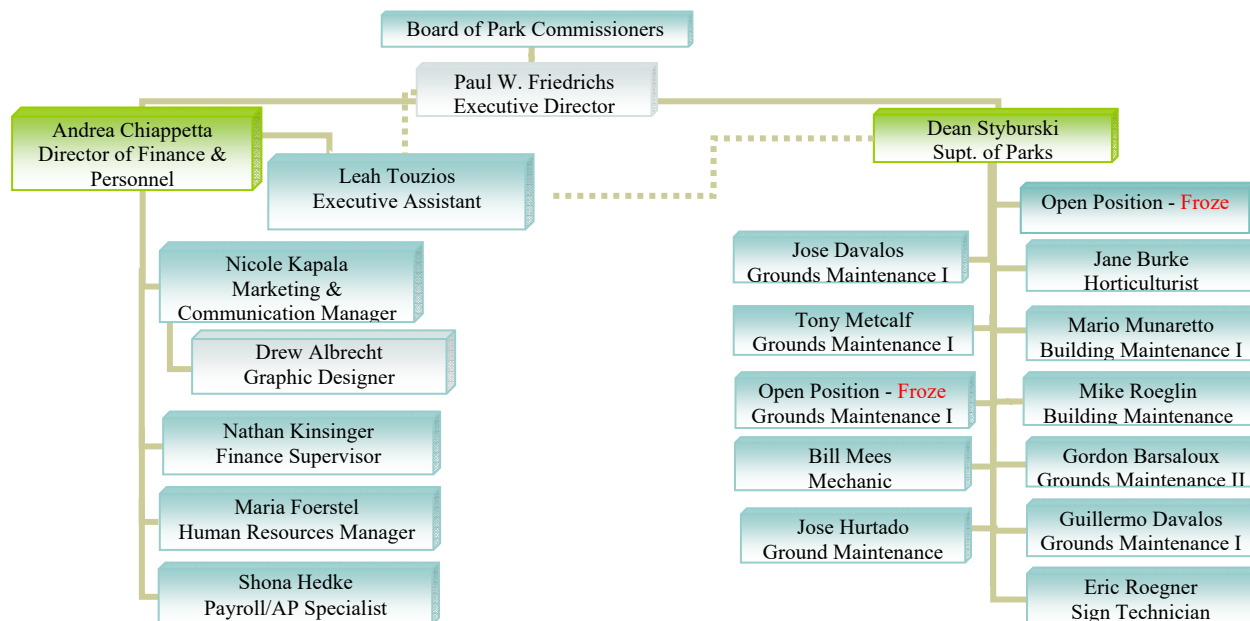 Board of Park Commissioners
Paul W. Friedrichs
Executive Director
Andrea Chiappetta
Director of Finance &
Personnel
Dean Styburski
Supt. of Parks
Leah Touzios
Executive Assistant
Nicole Kapala
Marketing &
Communication Manager
Drew Albrecht
Graphic Designer
Nathan Kinsinger
Finance Supervisor
Maria Foerstel
Human Resources Manager
Shona Hedke
Payroll/AP Specialist
Jose Davalos
Grounds Maintenance I
Tony Metcalf
Grounds Maintenance I
Open Position - Froze
Grounds Maintenance I
Bill Mees
Mechanic
Jose Hurtado
Ground Maintenance
Open Position - Froze
Jane Burke
Horticulturist
Mario Munaretto
Building Maintenance I
Mike Roeglin
Building Maintenance
Gordon Barsaloux
Grounds Maintenance II
Guillermo Davalos
Grounds Maintenance I
Eric Roegner
Sign Technician